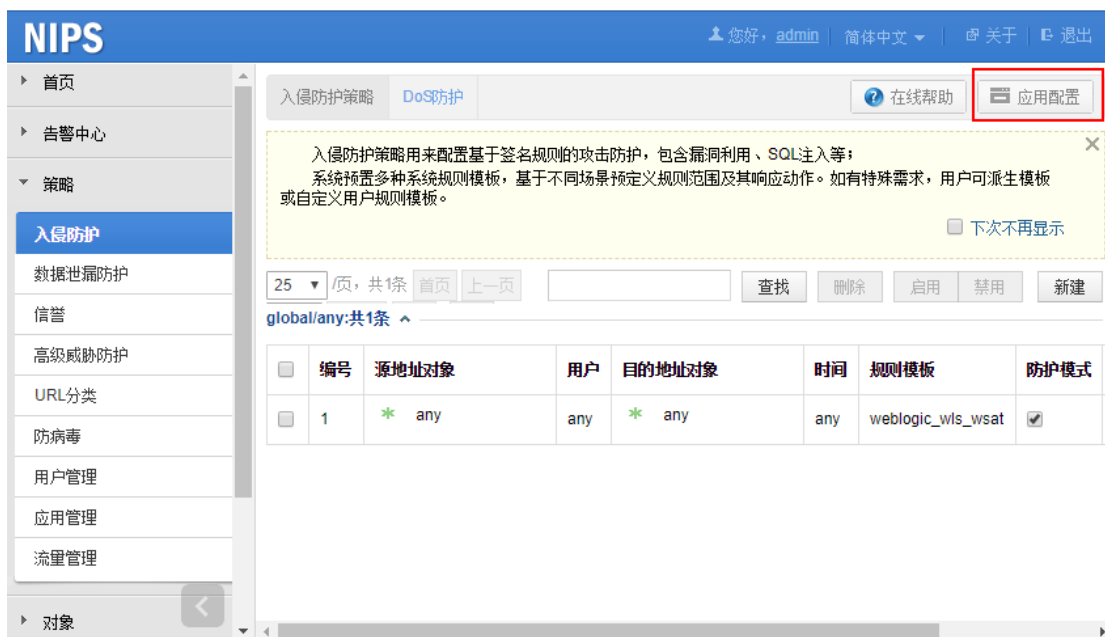 NIPS
您好，admin 简体中文 关于 退出
首页
告警中心
策略
入侵防护
数据泄漏防护
信誉
高级威胁防护
URL分类
防病毒
用户管理
应用管理
流量管理
对象
入侵防护策略 DoS防护 在线帮助 应用配置
入侵防护策略用来配置基于签名规则的攻击防护，包含漏洞利用、SQL注入等；
系统预置多种系统规则模板，基于不同场景预定义规则范围及其响应动作。如有特殊需求，用户可派生模板
或自定义用户规则模板。
下次不再显示
25 /页，共1条 首页 上一页 查找 删除 启用 禁用 新建
global/any:共1条
编号 源地址对象 用户 目的地址对象 时间 规则模板 防护模式
1 any any any any weblogic_wls_wsat